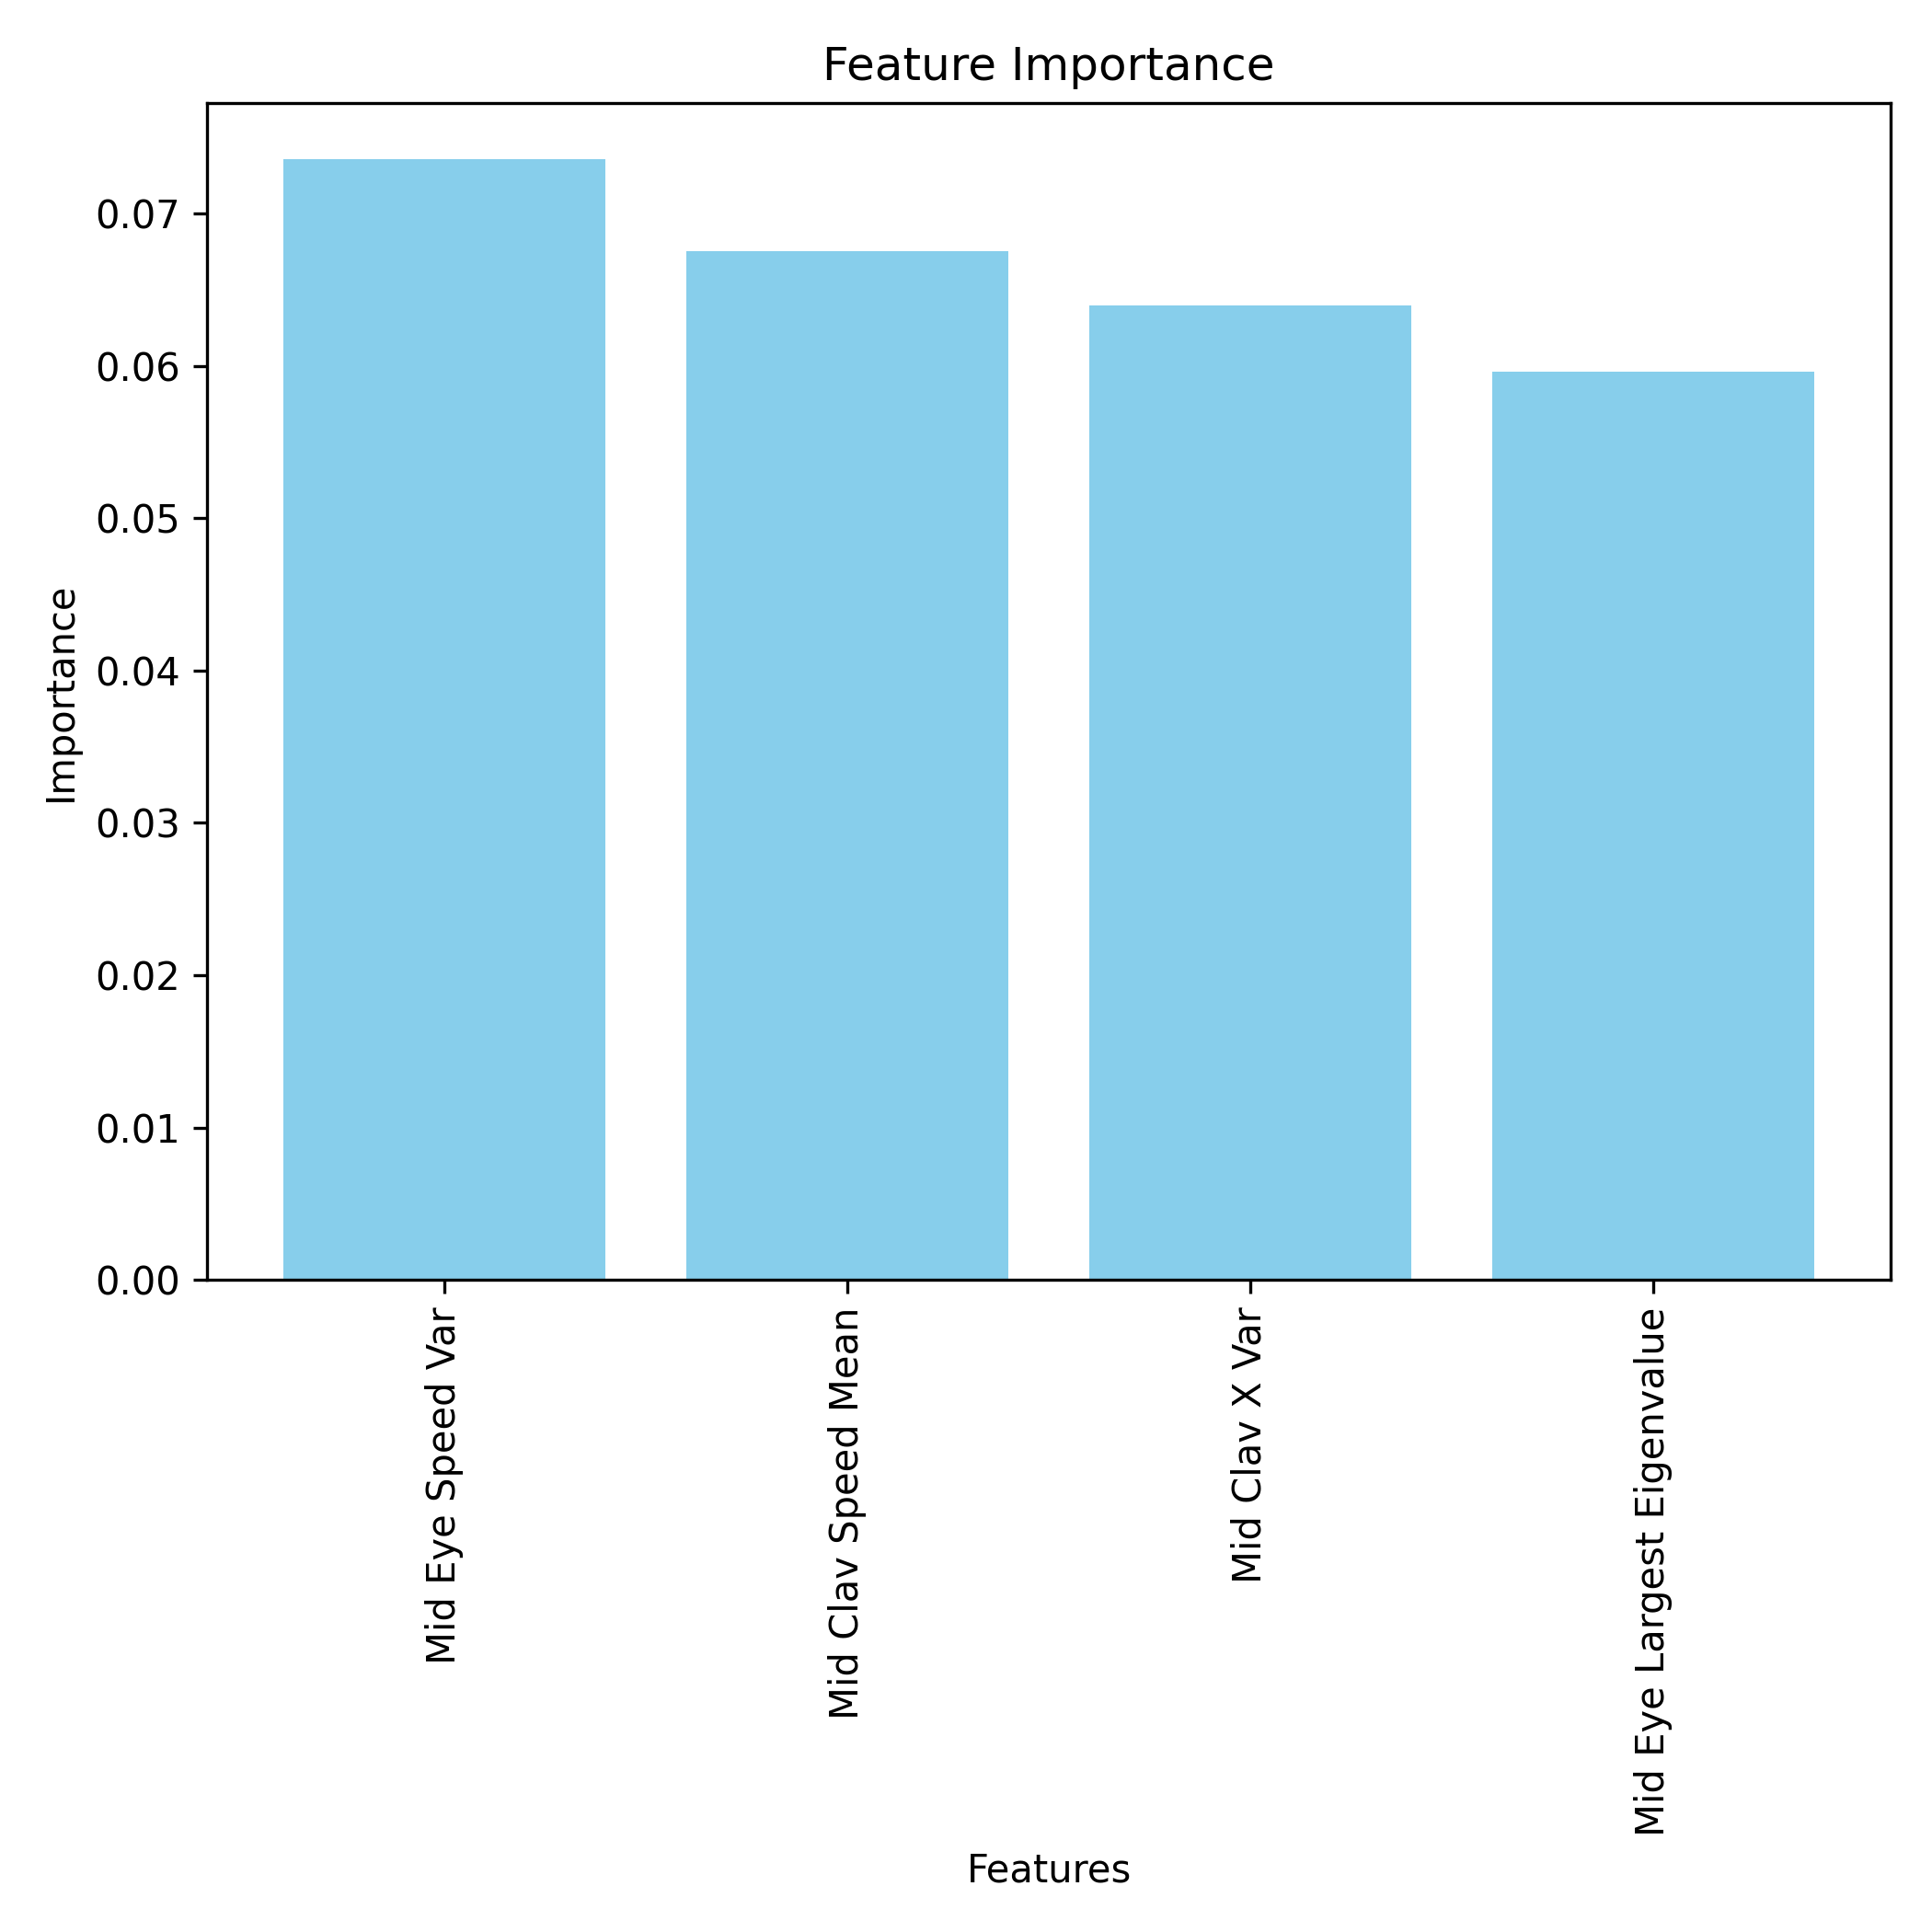 Feature Importance
Importance
0.07
0.06
0.05
0.04
0.03
0.02
0.01
0.00
Mid Eye Speed Var
Mid Clav Speed Mean
Mid Clav X Var
Mid Eye Largest Eigenvalue
Features